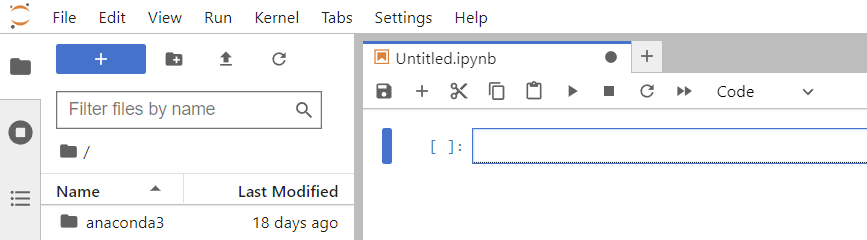 File Edit View Run Kernel Tabs Settings Help
Untitled.ipynb
Code
Filter files by name
[ ]:
/
Name Last Modified
anaconda3 18 days ago